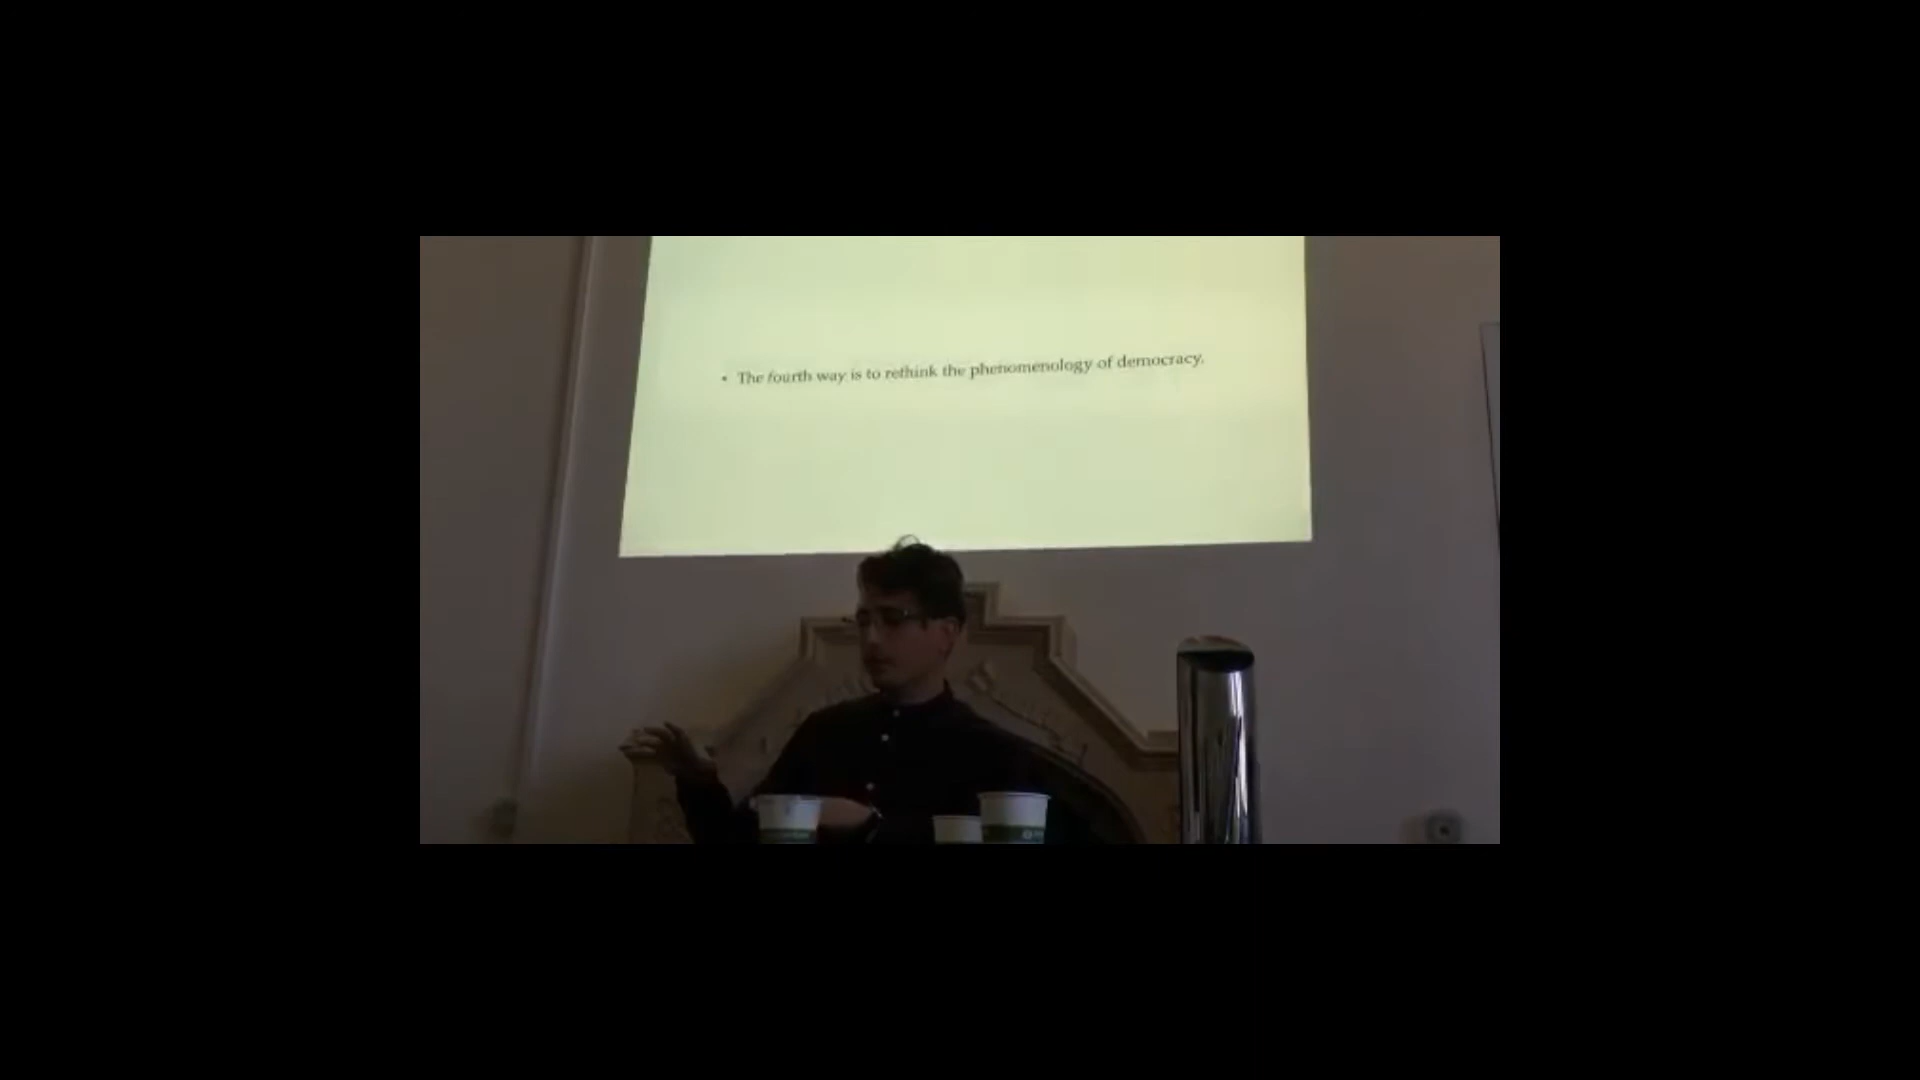 • The fourth way is to rethink the phenomenology of democracy.